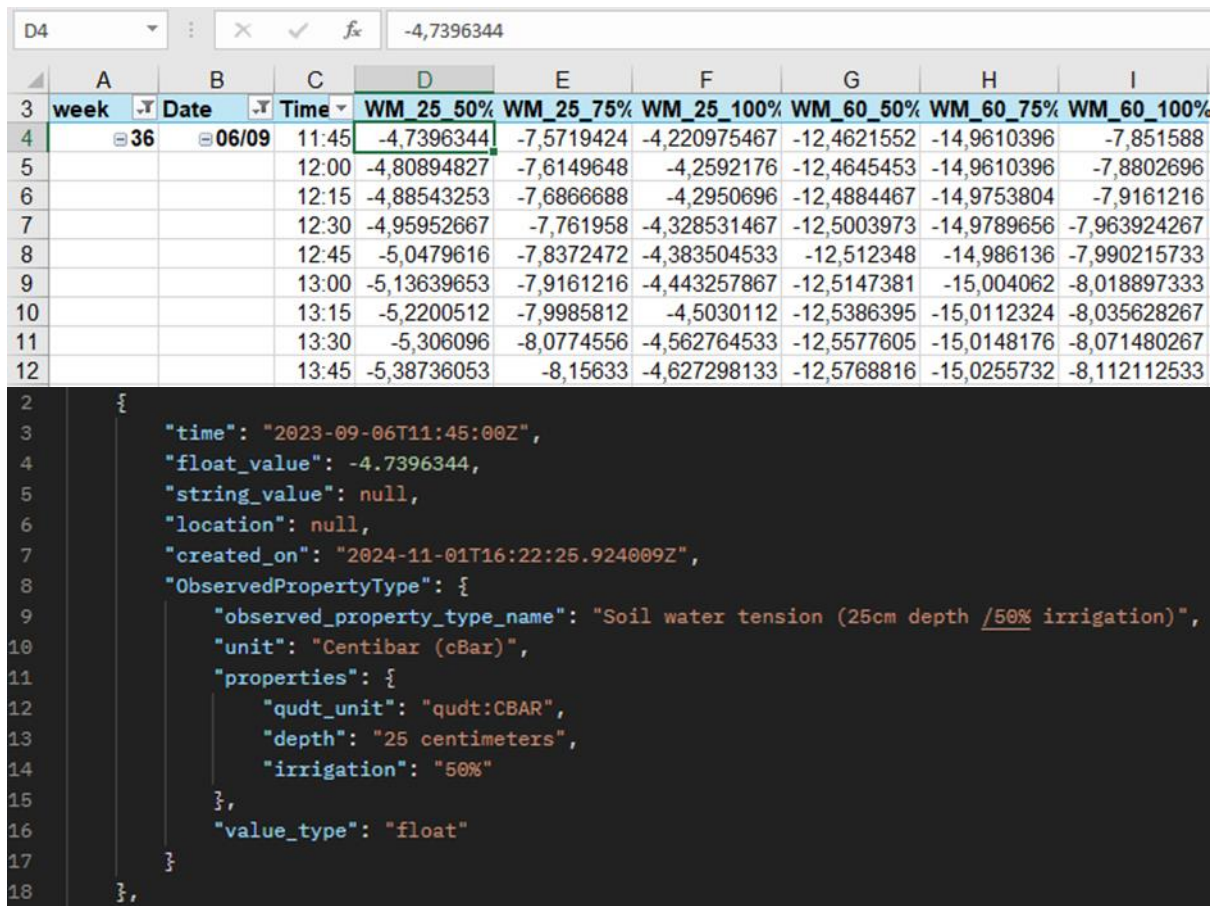 D4 fx -4,7396344
A B C D E F G H I
3 week Date Time WM_25_50% WM_25_75% WM_25_100% WM_60_50% WM_60_75% WM_60_100%
4 36 06/09 11:45 -4,7396344 -7,5719424 -4,220975467 -12,4621552 -14,9610396 -7,851588
5 12:00 -4,80894827 -7,6149648 -4,2592176 -12,4645453 -14,9610396 -7,8802696
6 12:15 -4,88543253 -7,6866688 -4,2950696 -12,4884467 -14,9753804 -7,9161216
7 12:30 -4,95952667 -7,761958 -4,328531467 -12,5003973 -14,9789656 -7,963924267
8 12:45 -5,0479616 -7,8372472 -4,383504533 -12,512348 -14,986136 -7,990215733
9 13:00 -5,13639653 -7,9161216 -4,443257867 -12,5147381 -15,004062 -8,018897333
10 13:15 -5,2200512 -7,9985812 -4,5030112 -12,5386395 -15,0112324 -8,035628267
11 13:30 -5,306096 -8,0774556 -4,562764533 -12,5577605 -15,0148176 -8,071480267
12 13:45 -5,38736053 -8,15633 -4,627298133 -12,5768816 -15,0255732 -8,112112533
2 {
3 "time": "2023-09-06T11:45:00Z",
4 "float_value": -4.7396344,
5 "string_value": null,
6 "location": null,
7 "created_on": "2024-11-01T16:22:25.924009Z",
8 "ObservedPropertyType": {
9 "observed_property_type_name": "Soil water tension (25cm depth /50% irrigation)",
10 "unit": "Centibar (cBar)",
11 "properties": {
12 "qudt_unit": "qudt:CBAR",
13 "depth": "25 centimeters",
14 "irrigation": "50%"
15 },
16 "value_type": "float"
17 }
18 },